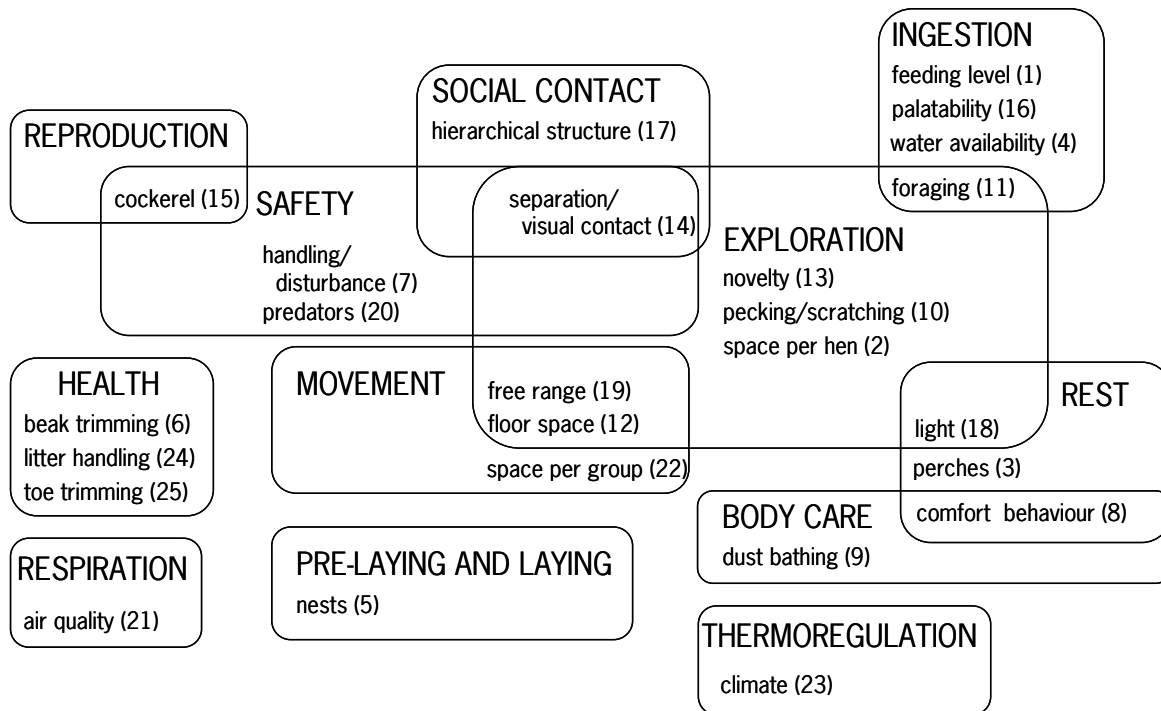 INGESTION
feeding level (1)
palatability (16)
water availability (4)
foraging (11)
SOCIAL CONTACT
hierarchical structure (17)
separation/
visual contact (14)
REPRODUCTION
cockerel (15)
SAFETY
handling/
disturbance (7)
predators (20)
EXPLORATION
novelty (13)
pecking/scratching (10)
space per hen (2)
HEALTH
beak trimming (6)
litter handling (24)
toe trimming (25)
MOVEMENT
free range (19)
floor space (12)
space per group (22)
REST
light (18)
perches (3)
comfort behaviour (8)
BODY CARE
dust bathing (9)
RESPIRATION
air quality (21)
PRE-LAYING AND LAYING
nests (5)
THERMOREGULATION
climate (23)